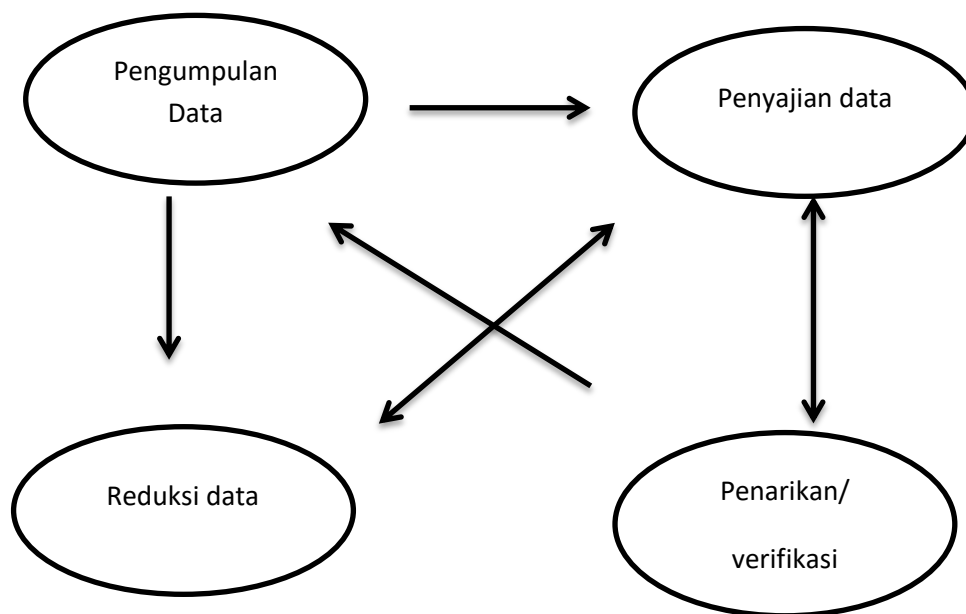 Pengumpulan
Data
Penyajian data
Reduksi data
Penarikan/
verifikasi